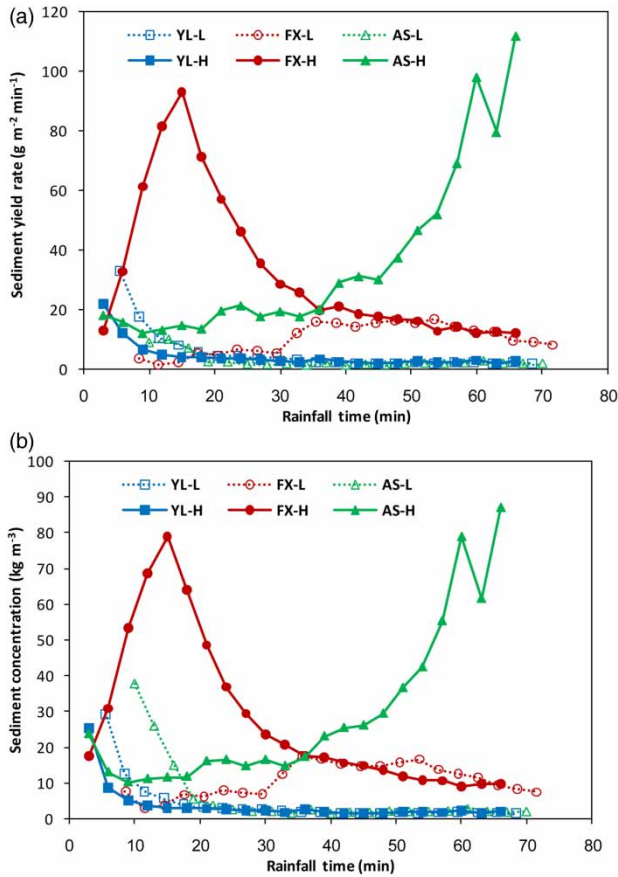 (a)
120
100
80
60
40
20
0
Sediment yield rate (g m⁻² min⁻¹)
YL-L FX-L AS-L
YL-H FX-H AS-H
0 10 20 30 40 50 60 70 80
Rainfall time (min)
(b)
100
90
80
70
60
50
40
30
20
10
0
Sediment concentration (kg m⁻³)
YL-L FX-L AS-L
YL-H FX-H AS-H
0 10 20 30 40 50 60 70 80
Rainfall time (min)